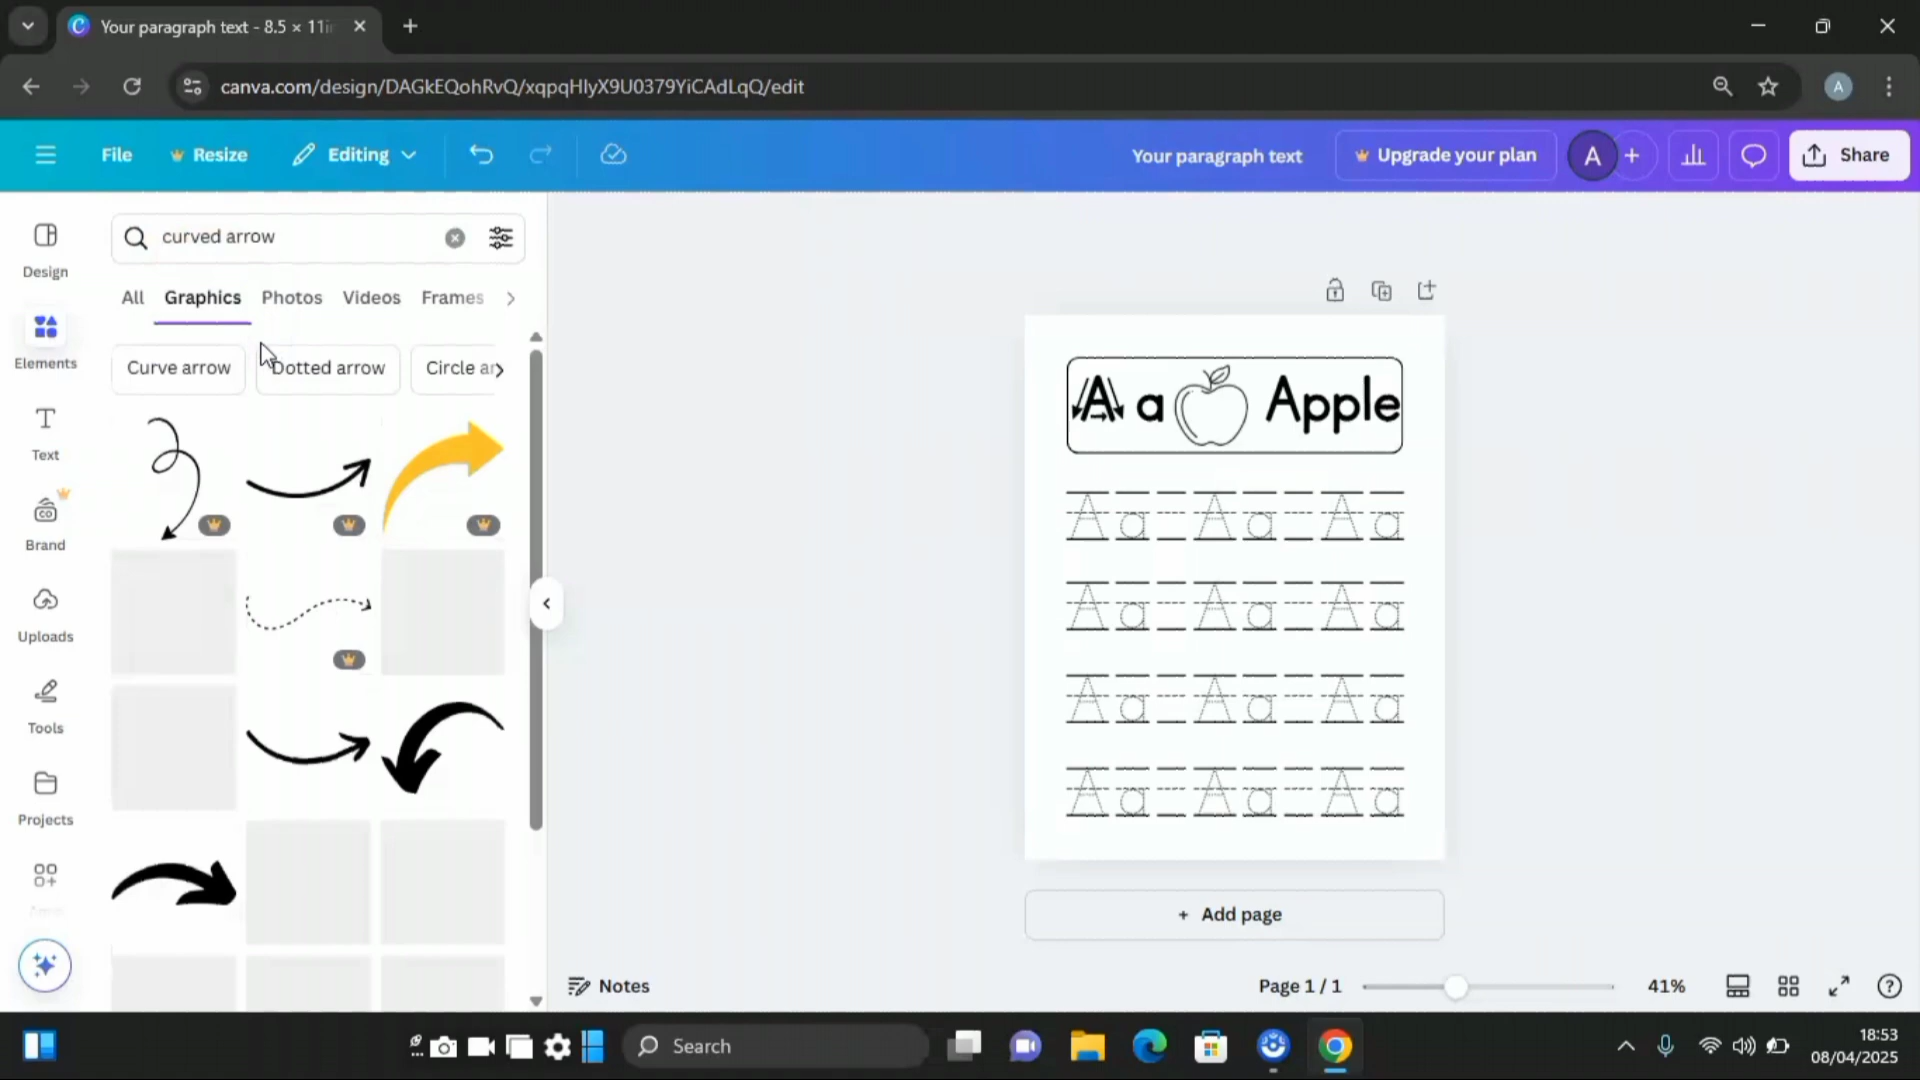 Your paragraph text - 8.5 × 11i
canva.com/design/DAGkEQohRvQ/xqpqHlyX9U0379YiCAdLqQ/edit
A
File
Resize
Editing
Your paragraph text
Upgrade your plan
A
Share
Design
Elements
Text
Brand
Uploads
Tools
Projects
curved arrow
All Graphics Photos Videos Frames
Curve arrow
Dotted arrow
Circle ar
A a Apple
A a A a A a
A a A a A a
A a A a A a
A a A a A a
+ Add page
Notes
Page 1 / 1
41%
Search
18:53
08/04/2025